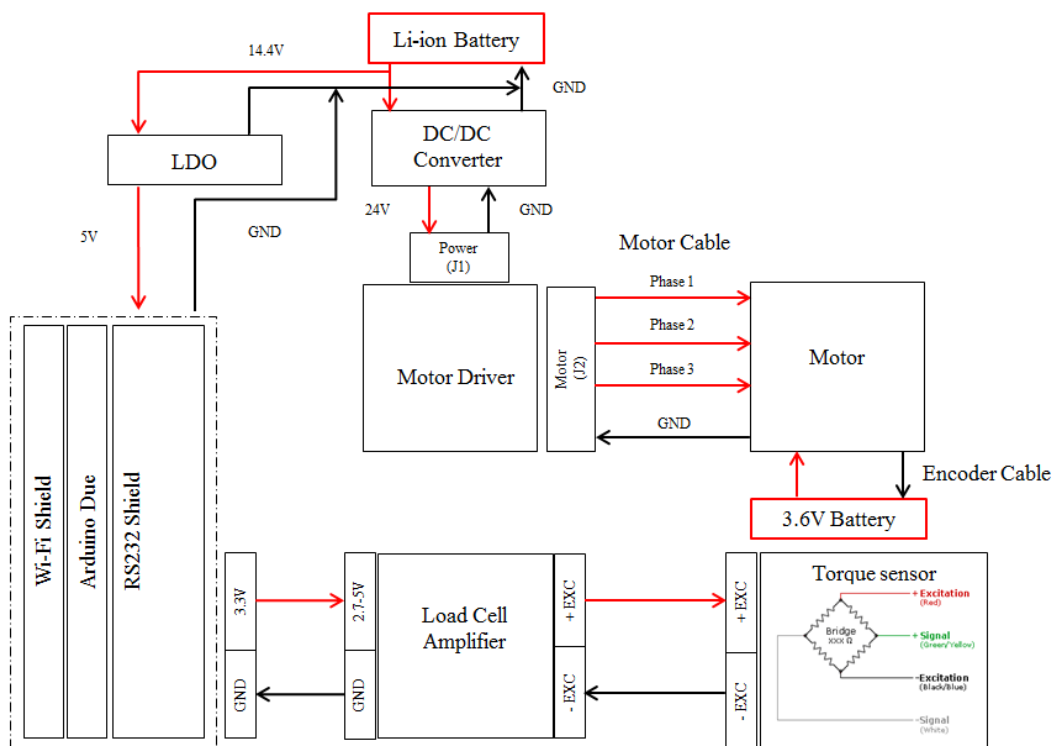 Li-ion Battery
14.4V
GND
DC/DC
Converter
LDO
24V
GND
5V
GND
Power
(J1)
Motor Cable
Phase 1
Phase 2
Phase 3
GND
Motor Driver
Motor
(J2)
Motor
Encoder Cable
3.6V Battery
Wi-Fi Shield
Arduino Due
RS232 Shield
3.3V
GND
2.7-5V
GND
Load Cell
Amplifier
+ EXC
- EXC
+ EXC
- EXC
Torque sensor
+Excitation
(Red)
Bridge
XXX Ω
+Signal
(Green/Yellow)
-Excitation
(Black/Blue)
-Signal
(White)